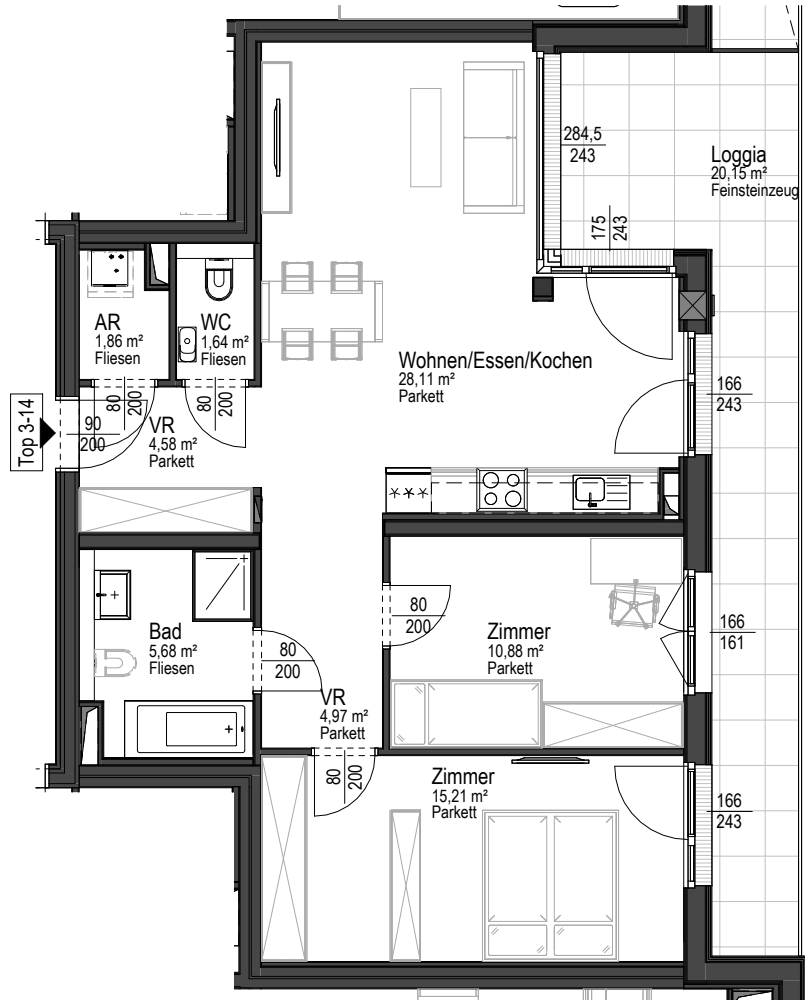 284,5
243
Loggia
20,15 m²
Feinsteinzeug
175
243
AR
1,86 m²
Fliesen
WC
1,64 m²
Fliesen
Wohnen/Essen/Kochen
28,11 m²
Parkett
166
243
80
200
80
200
Top 3-14
90
200
VR
4,58 m²
Parkett
Bad
5,68 m²
Fliesen
80
200
80
200
Zimmer
10,88 m²
Parkett
166
161
VR
4,97 m²
Parkett
80
200
Zimmer
15,21 m²
Parkett
166
243